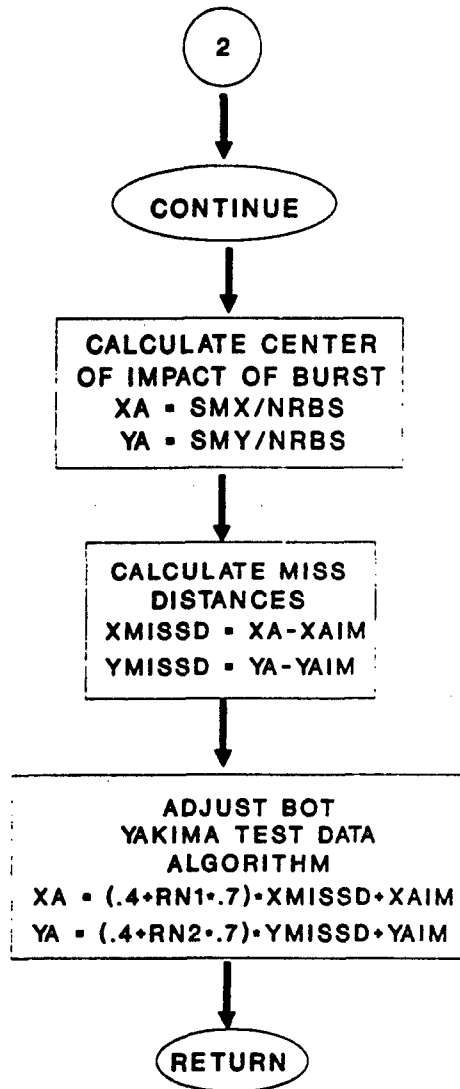 2
CONTINUE
CALCULATE CENTER
OF IMPACT OF BURST
XA = SMX/NRBS
YA = SMY/NRBS
CALCULATE MISS
DISTANCES
XMISSD = XA-XAIM
YMISSD = YA-YAIM
ADJUST BOT
YAKIMA TEST DATA
ALGORITHM
XA = (.4+RN1*.7)*XMISSD+XAIM
YA = (.4+RN2*.7)*YMISSD+YAIM
RETURN